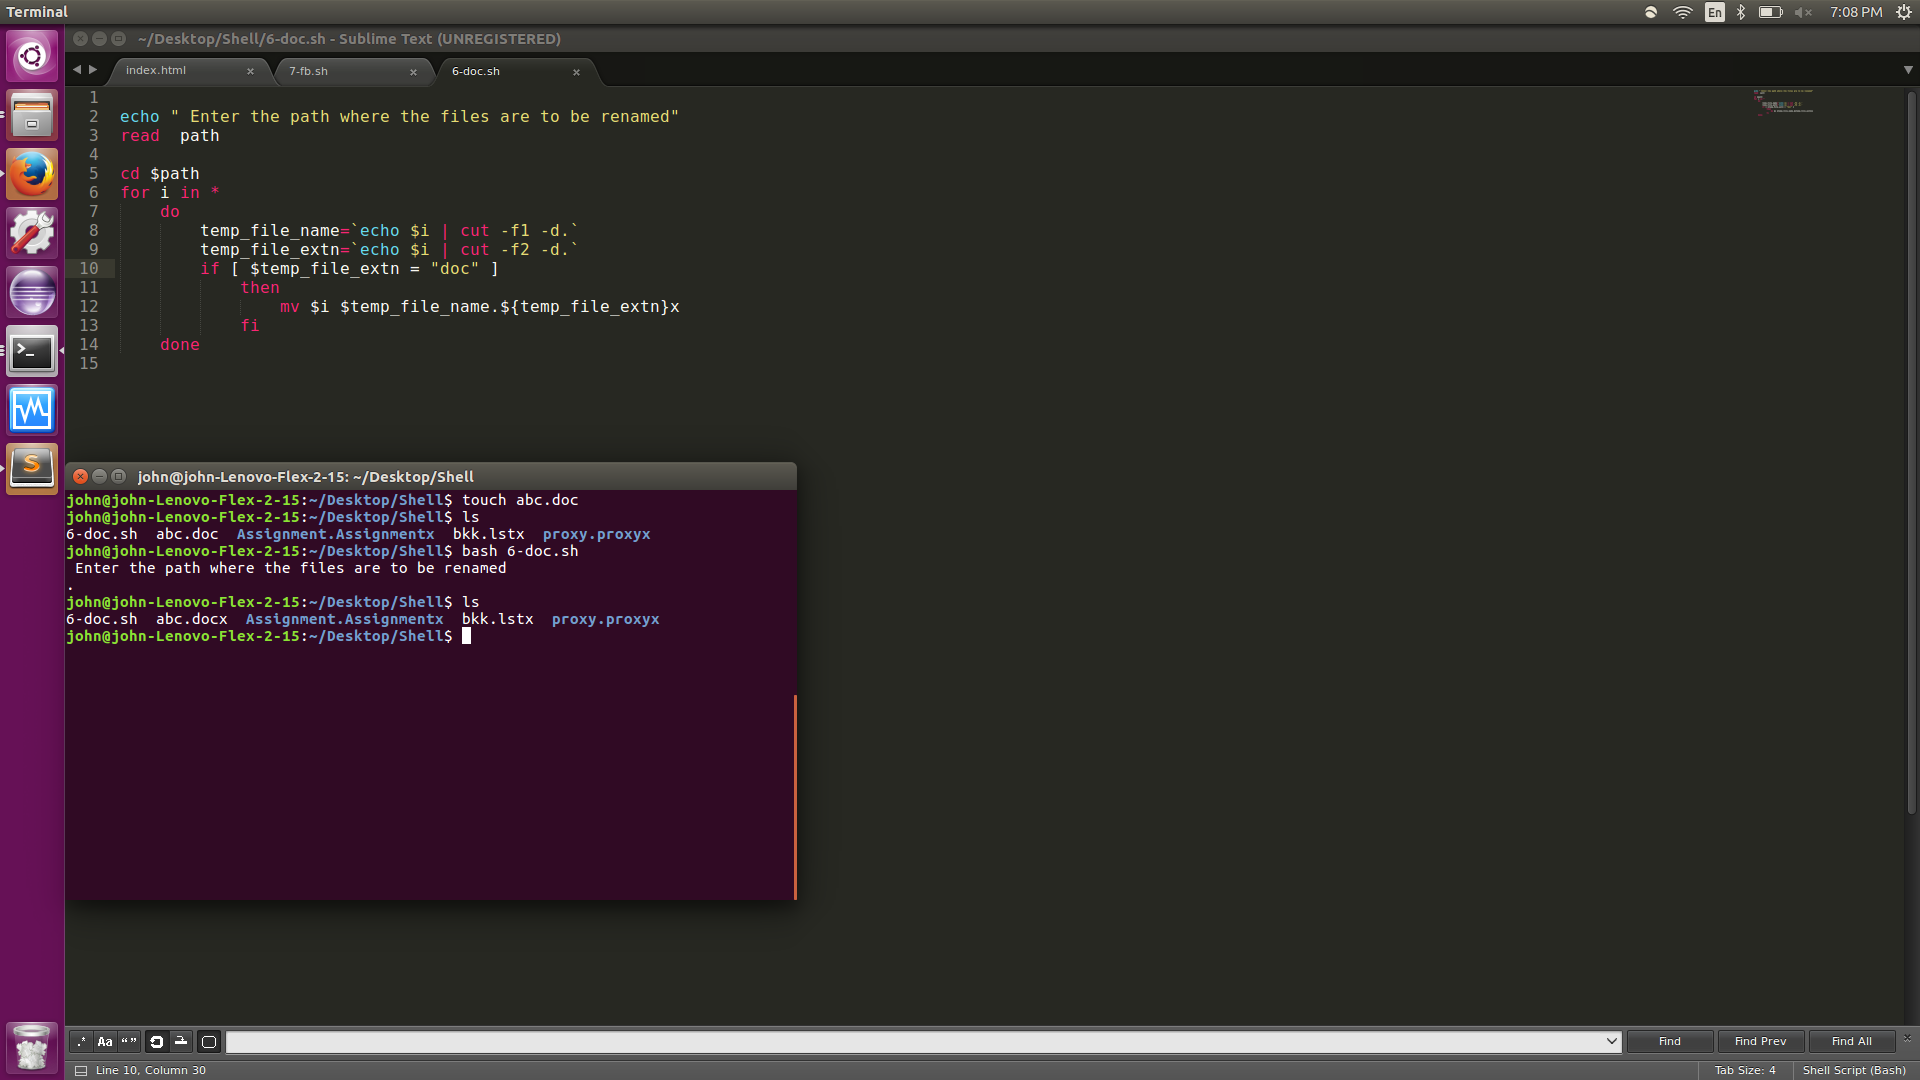 Terminal
En
7:08 PM
~/Desktop/Shell/6-doc.sh - Sublime Text (UNREGISTERED)
index.html
7-fb.sh
6-doc.sh
1
2 echo " Enter the path where the files are to be renamed"
3 read  path
4
5 cd $path
6 for i in *
7     do
8         temp_file_name=`echo $i | cut -f1 -d.`
9         temp_file_extn=`echo $i | cut -f2 -d.`
10         if [ $temp_file_extn = "doc" ]
11             then
12                 mv $i $temp_file_name.${temp_file_extn}x
13             fi
14     done
15
john@john-Lenovo-Flex-2-15: ~/Desktop/Shell
john@john-Lenovo-Flex-2-15:~/Desktop/Shell$ touch abc.doc
john@john-Lenovo-Flex-2-15:~/Desktop/Shell$ ls
6-doc.sh  abc.doc  Assignment.Assignmentx  bkk.lstx  proxy.proxyx
john@john-Lenovo-Flex-2-15:~/Desktop/Shell$ bash 6-doc.sh
 Enter the path where the files are to be renamed
.
john@john-Lenovo-Flex-2-15:~/Desktop/Shell$ ls
6-doc.sh  abc.docx  Assignment.Assignmentx  bkk.lstx  proxy.proxyx
john@john-Lenovo-Flex-2-15:~/Desktop/Shell$
.* Aa “ ” Find Find Prev Find All
Line 10, Column 30
Tab Size: 4
Shell Script (Bash)